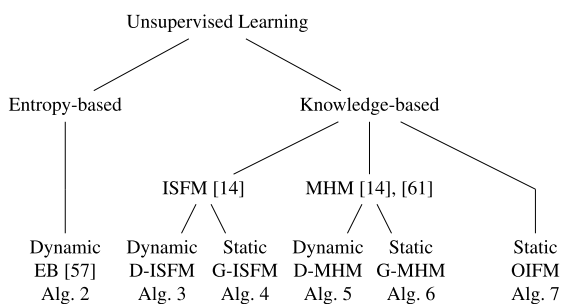 Unsupervised Learning
Entropy-based
Knowledge-based
ISFM [14]
MHM [14], [61]
Dynamic
EB [57]
Alg. 2
Dynamic
D-ISFM
Alg. 3
Static
G-ISFM
Alg. 4
Dynamic
D-MHM
Alg. 5
Static
G-MHM
Alg. 6
Static
OIFM
Alg. 7